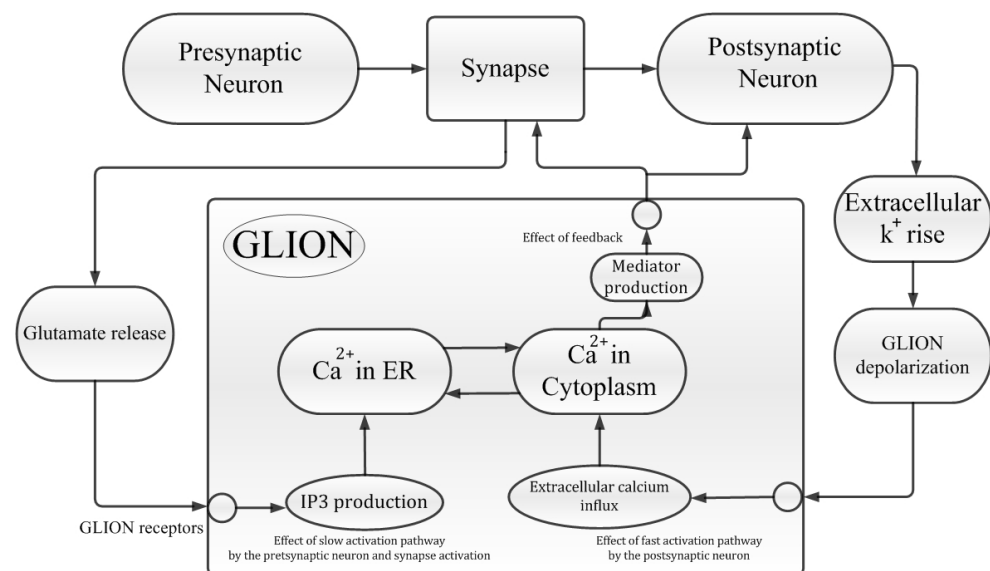 Presynaptic
Neuron
Synapse
Postsynaptic
Neuron
Extracellular
k+ rise
GLION
Effect of feedback
Mediator
production
Glutamate release
Ca2+ in ER
Ca2+ in
Cytoplasm
GLION
depolarization
IP3 production
Extracellular calcium
influx
GLION receptors
Effect of slow activation pathway
by the pretsynaptic neuron and synapse activation
Effect of fast activation pathway
by the postsynaptic neuron